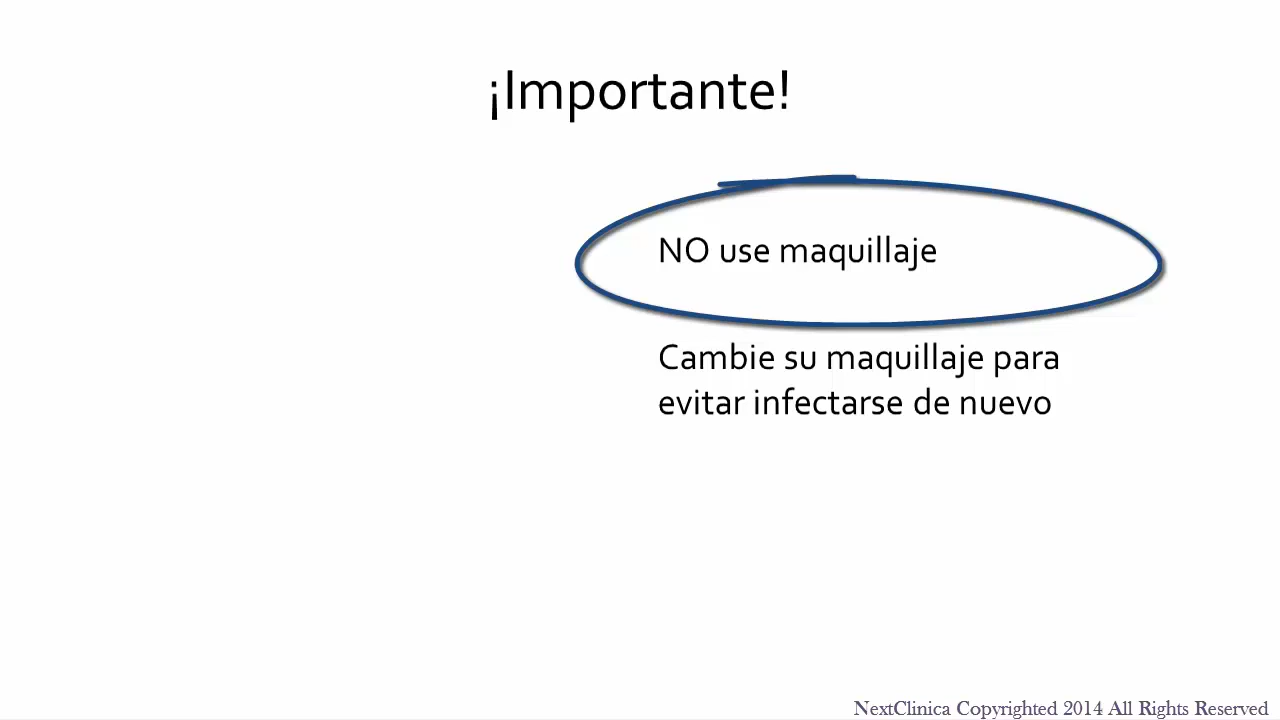 ¡Importante!
NO use maquillaje
Cambie su maquillaje para
evitar infectarse de nuevo
NextClinica Copyrighted 2014 All Rights Reserved